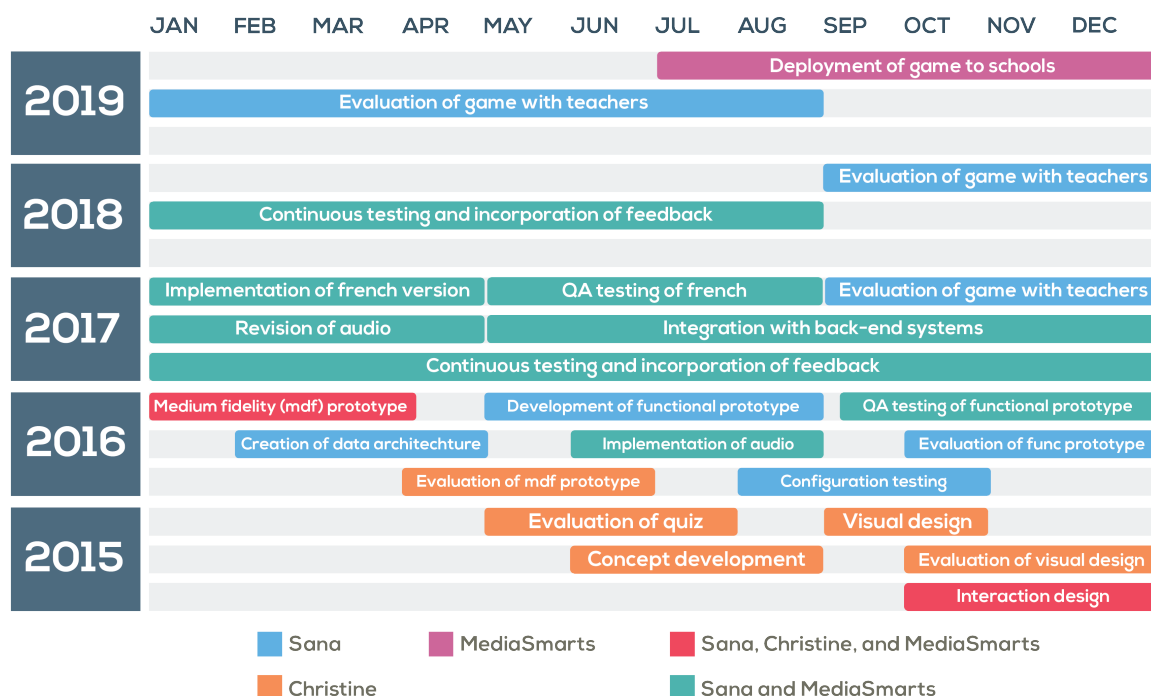 JAN FEB MAR APR MAY JUN JUL AUG SEP OCT NOV DEC
2019
Deployment of game to schools
Evaluation of game with teachers
2018
Evaluation of game with teachers
Continuous testing and incorporation of feedback
2017
Implementation of french version QA testing of french Evaluation of game with teachers
Revision of audio Integration with back-end systems
Continuous testing and incorporation of feedback
2016
Medium fidelity (mdf) prototype Development of functional prototype QA testing of functional prototype
Creation of data architechture Implementation of audio Evaluation of func prototype
Evaluation of mdf prototype Configuration testing
2015
Evaluation of quiz Visual design
Concept development Evaluation of visual design
Interaction design
Sana MediaSmarts Sana, Christine, and MediaSmarts
Christine Sana and MediaSmarts